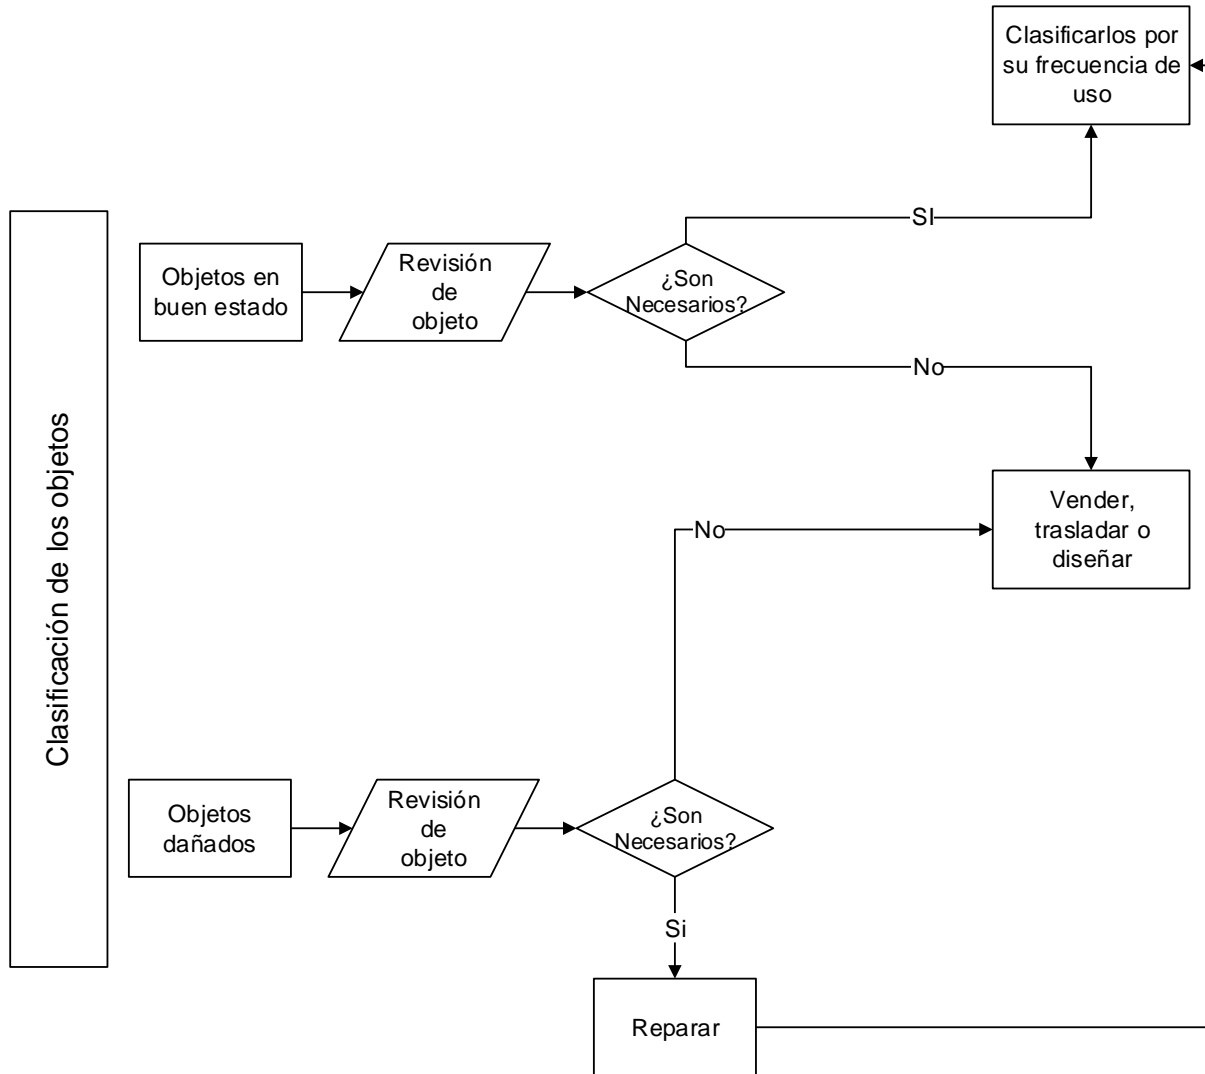 Clasificarlos por
su frecuencia de
uso
SI
Objetos en
buen estado
Revisión
de
objeto
¿Son
Necesarios?
No
Clasificación de los objetos
Vender,
trasladar o
diseñar
No
Objetos
dañados
Revisión
de
objeto
¿Son
Necesarios?
Si
Reparar